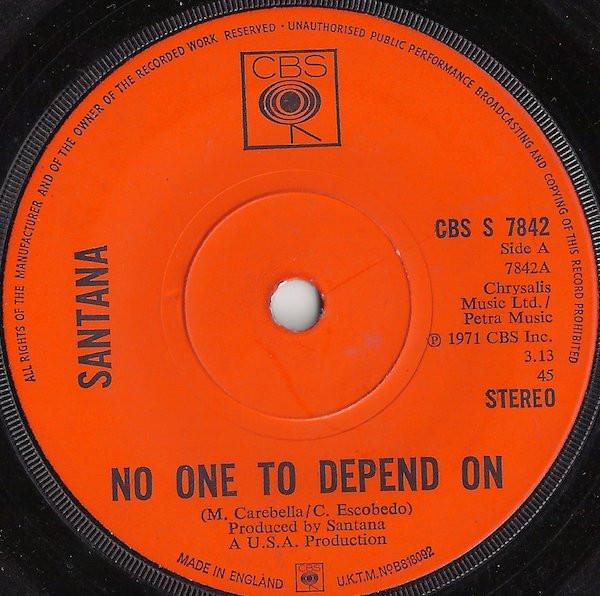 ALL RIGHTS OF THE MANUFACTURER AND OF THE OWNER OF THE RECORDED WORK RESERVED · UNAUTHORISED PUBLIC PERFORMANCE BROADCASTING AND COPYING OF THIS RECORD PROHIBITED
CBS
SANTANA
CBS S 7842
Side A
7842A
Chrysalis
Music Ltd./
Petra Music
℗ 1971 CBS Inc.
3.13
45
STEREO
NO ONE TO DEPEND ON
(M. Carebella/C. Escobedo)
Produced by Santana
A U.S.A. Production
MADE IN ENGLAND
CBS
U.K.T.M. No B818092